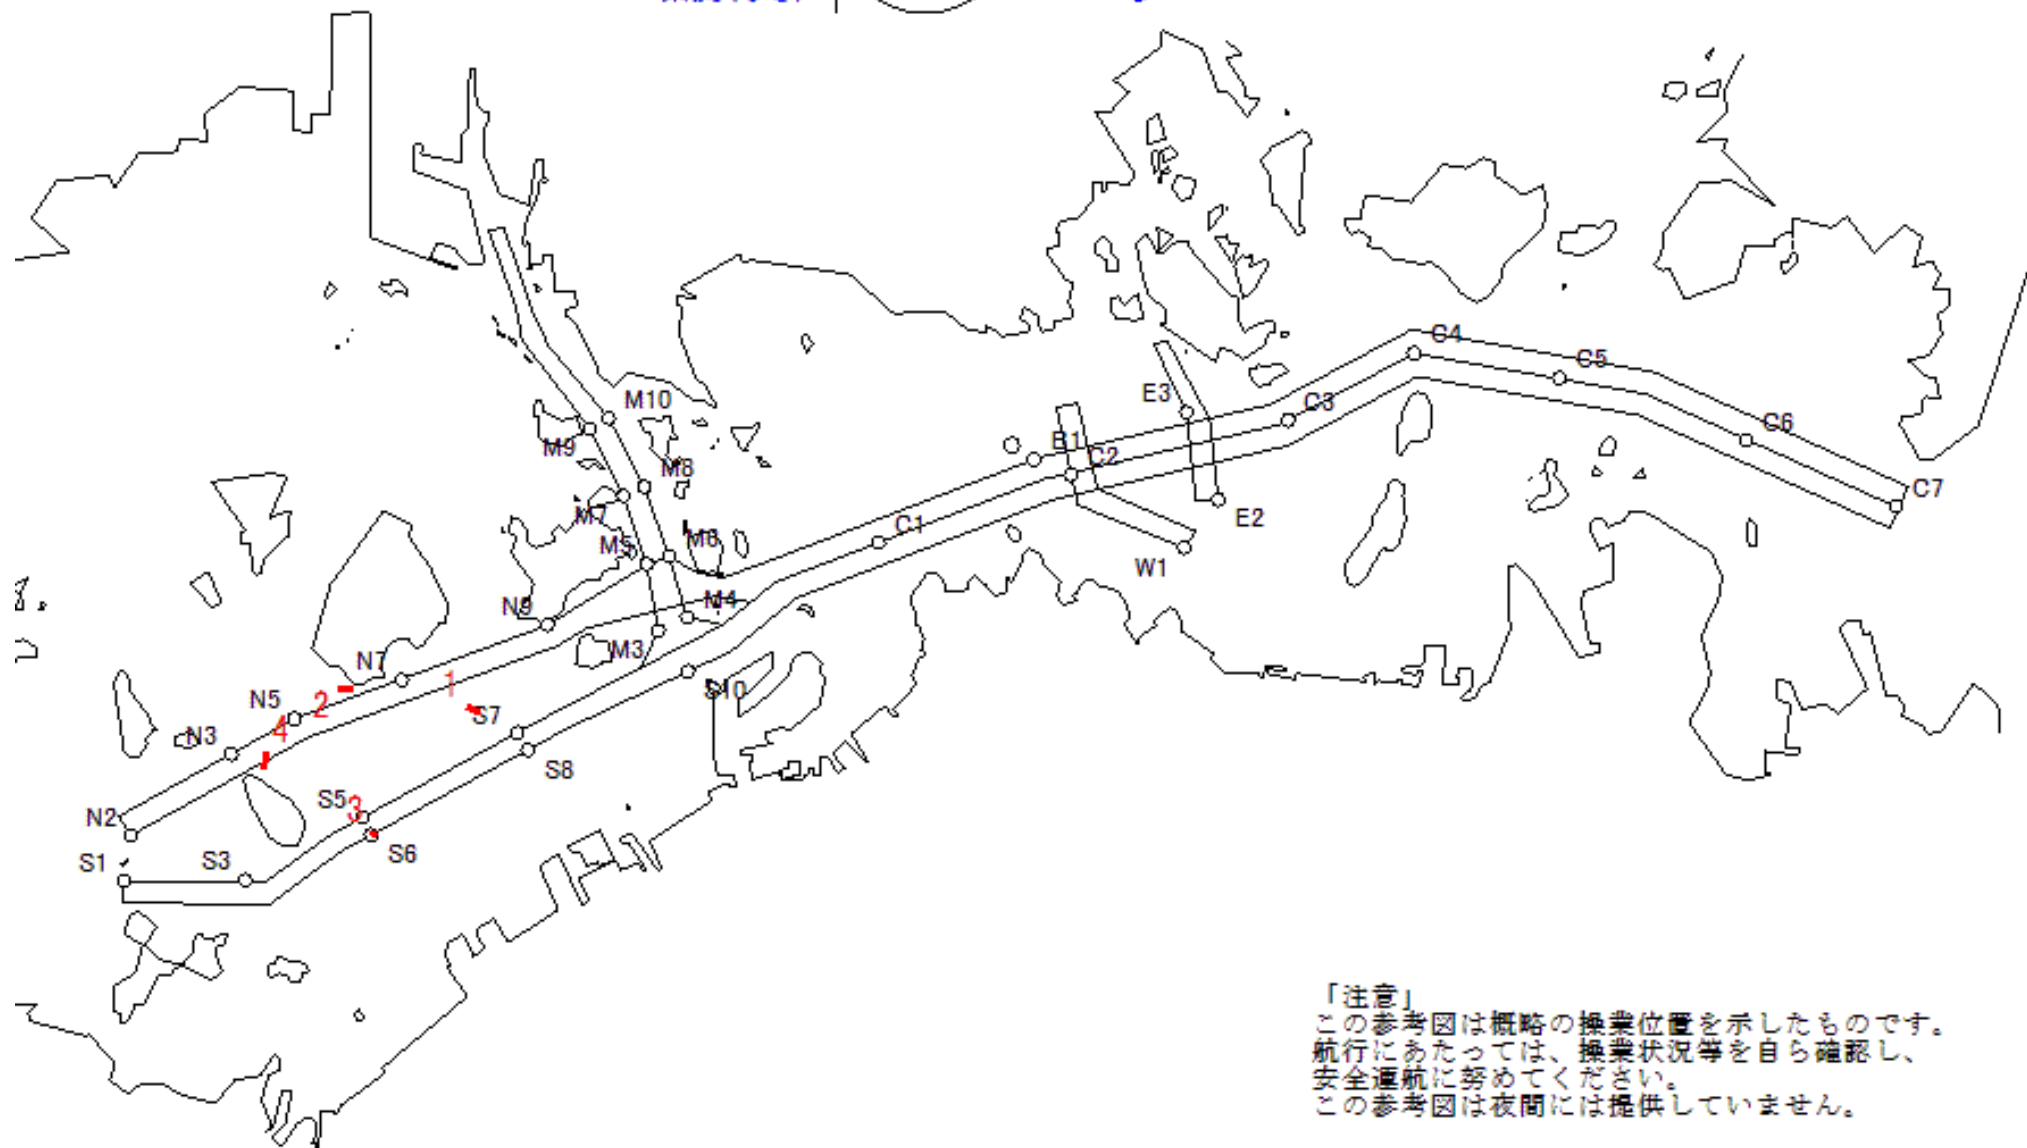 C4
C5
M10
E3
C3
C6
M9
B1
C2
M8
C7
M7
E2
C1
M5
M6
W1
N9
M4
M3
N7
1
S10
N5
2
S7
4
N3
S8
S5
3
N2
S6
S1
S3
「注意」
この参考図は概略の操業位置を示したものです。
航行にあたっては、操業状況等を自ら確認し、
安全運航に努めてください。
この参考図は夜間には提供していません。